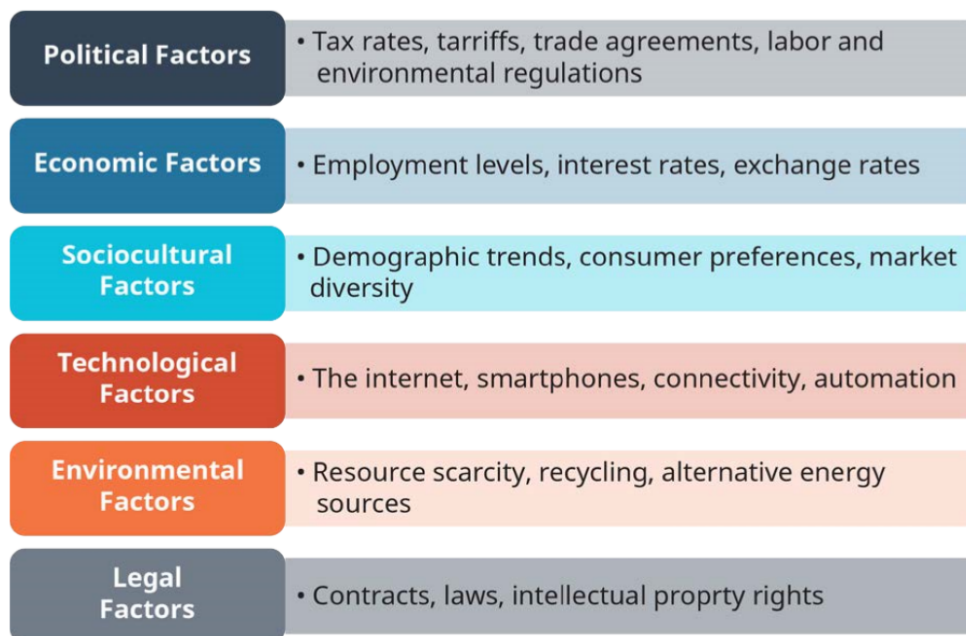 Political Factors
• Tax rates, tarriffs, trade agreements, labor and
environmental regulations
Economic Factors
• Employment levels, interest rates, exchange rates
Sociocultural
Factors
• Demographic trends, consumer preferences, market
diversity
Technological
Factors
• The internet, smartphones, connectivity, automation
Environmental
Factors
• Resource scarcity, recycling, alternative energy
sources
Legal
Factors
• Contracts, laws, intellectual proprty rights